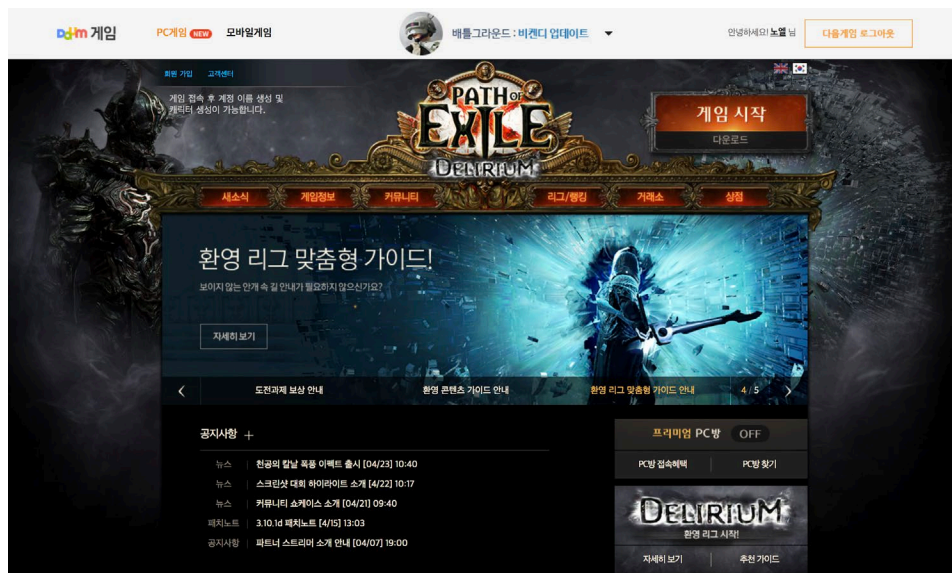 Daum 게임
PC게임 NEW 모바일게임
배틀그라운드 : 비켄디 업데이트
안녕하세요! 노엘 님
다음게임 로그아웃
회원 가입 고객센터
게임 접속 후 계정 이름 생성 및
캐릭터 생성이 가능합니다.
PATH OF
EXILE
DELIRIUM
게임 시작
다운로드
새소식 게임정보 커뮤니티 리그/랭킹 거래소 상점
환영 리그 맞춤형 가이드!
보이지 않는 안개 속 길 안내가 필요하지 않으신가요?
자세히 보기
도전과제 보상 안내 환영 콘텐츠 가이드 안내 환영 리그 맞춤형 가이드 안내 4 / 5
공지사항 +
뉴스 천공의 칼날 폭풍 이펙트 출시 [04/23] 10:40
뉴스 스크린샷 대회 하이라이트 소개 [4/22] 10:17
뉴스 커뮤니티 쇼케이스 소개 [04/21] 09:40
패치노트 3.10.1d 패치노트 [4/15] 13:03
공지사항 파트너 스트리머 소개 안내 [04/07] 19:00
프리미엄 PC방 OFF
PC방 접속혜택 PC방 찾기
DELIRIUM
환영 리그 시작!
자세히 보기 추천 가이드